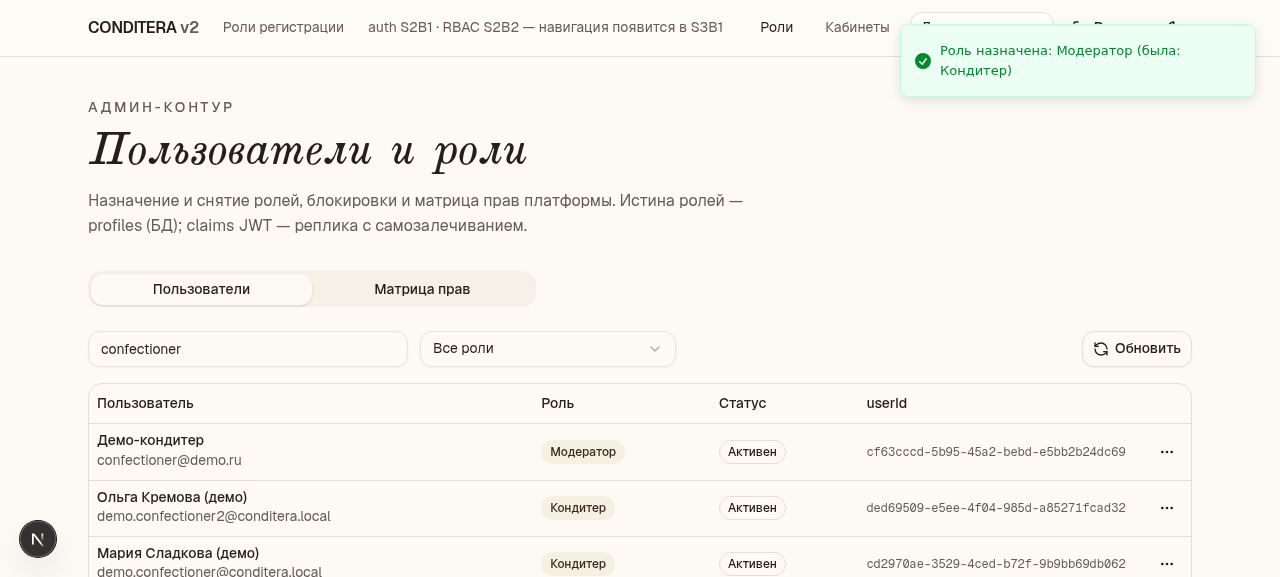 CONDITERA v2
Роли регистрации
auth S2B1 · RBAC S2B2 — навигация появится в S3B1
Роли
Кабинеты
Роль назначена: Модератор (была:
Кондитер)
АДМИН-КОНТУР
Пользователи и роли
Назначение и снятие ролей, блокировки и матрица прав платформы. Истина ролей —
profiles (БД); claims JWT — реплика с самозалечиванием.
Пользователи
Матрица прав
confectioner
Все роли
Обновить
Пользователь
Роль
Статус
userId
Демо-кондитер
confectioner@demo.ru
Модератор
Активен
cf63cccd-5b95-45a2-bebd-e5bb2b24dc69
Ольга Кремова (демо)
demo.confectioner2@conditera.local
Кондитер
Активен
ded69509-e5ee-4f04-985d-a85271fcad32
Мария Сладкова (демо)
demo.confectioner@conditera.local
Кондитер
Активен
cd2970ae-3529-4ced-b72f-9b9bb69db062
N